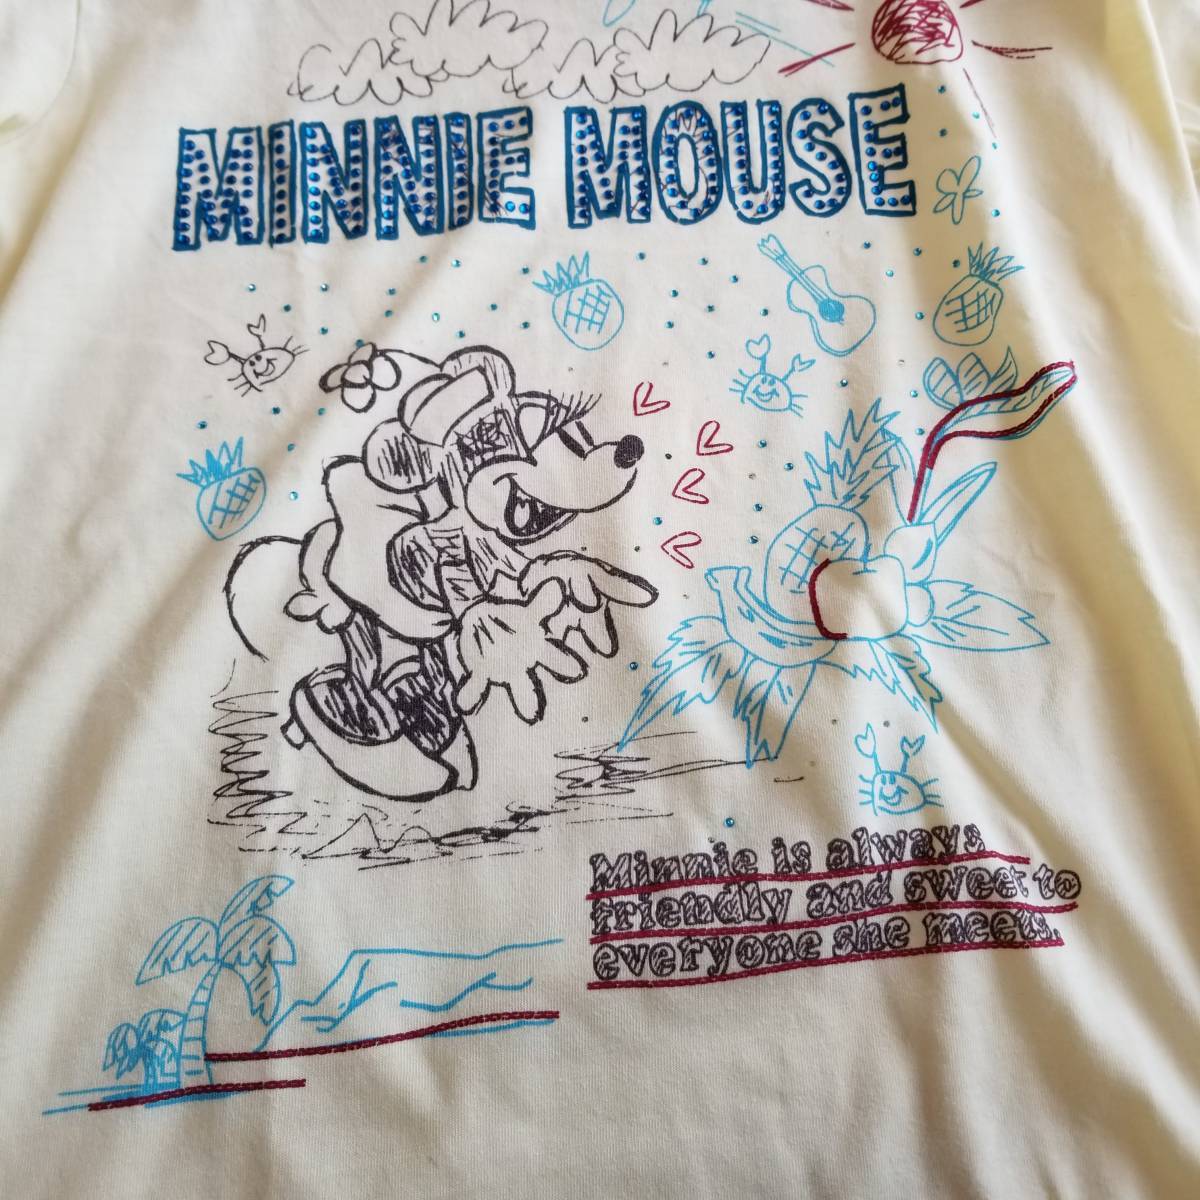 MINNIE MOUSE
Minnie is always
friendly and sweet to
everyone she meets.